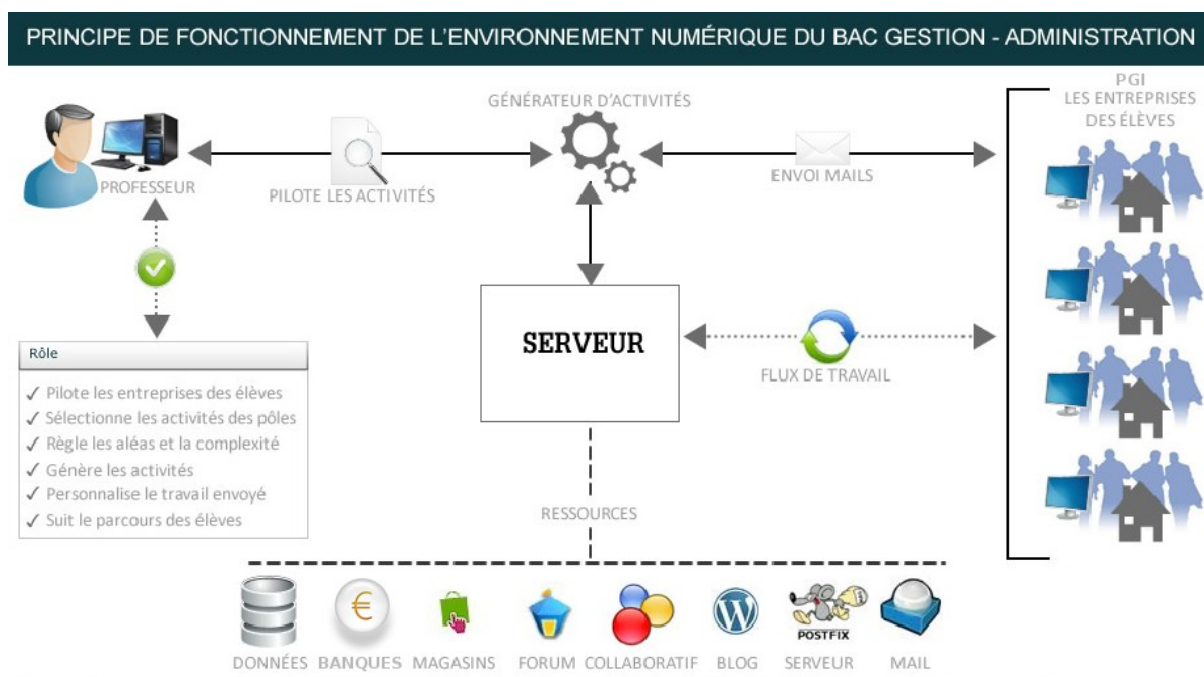 PRINCIPE DE FONCTIONNEMENT DE L'ENVIRONNEMENT NUMÉRIQUE DU BAC GESTION - ADMINISTRATION
PROFESSEUR
PILOTE LES ACTIVITÉS
GÉNÉRATEUR D'ACTIVITÉS
ENVOI MAILS
PGI
LES ENTREPRISES
DES ÉLÈVES
Rôle
✓ Pilote les entreprises des élèves
✓ Sélectionne les activités des pôles
✓ Règle les aléas et la complexité
✓ Génère les activités
✓ Personnalise le travail envoyé
✓ Suit le parcours des élèves
SERVEUR
FLUX DE TRAVAIL
RESSOURCES
€
POSTFIX
DONNÉES BANQUES MAGASINS FORUM COLLABORATIF BLOG SERVEUR MAIL